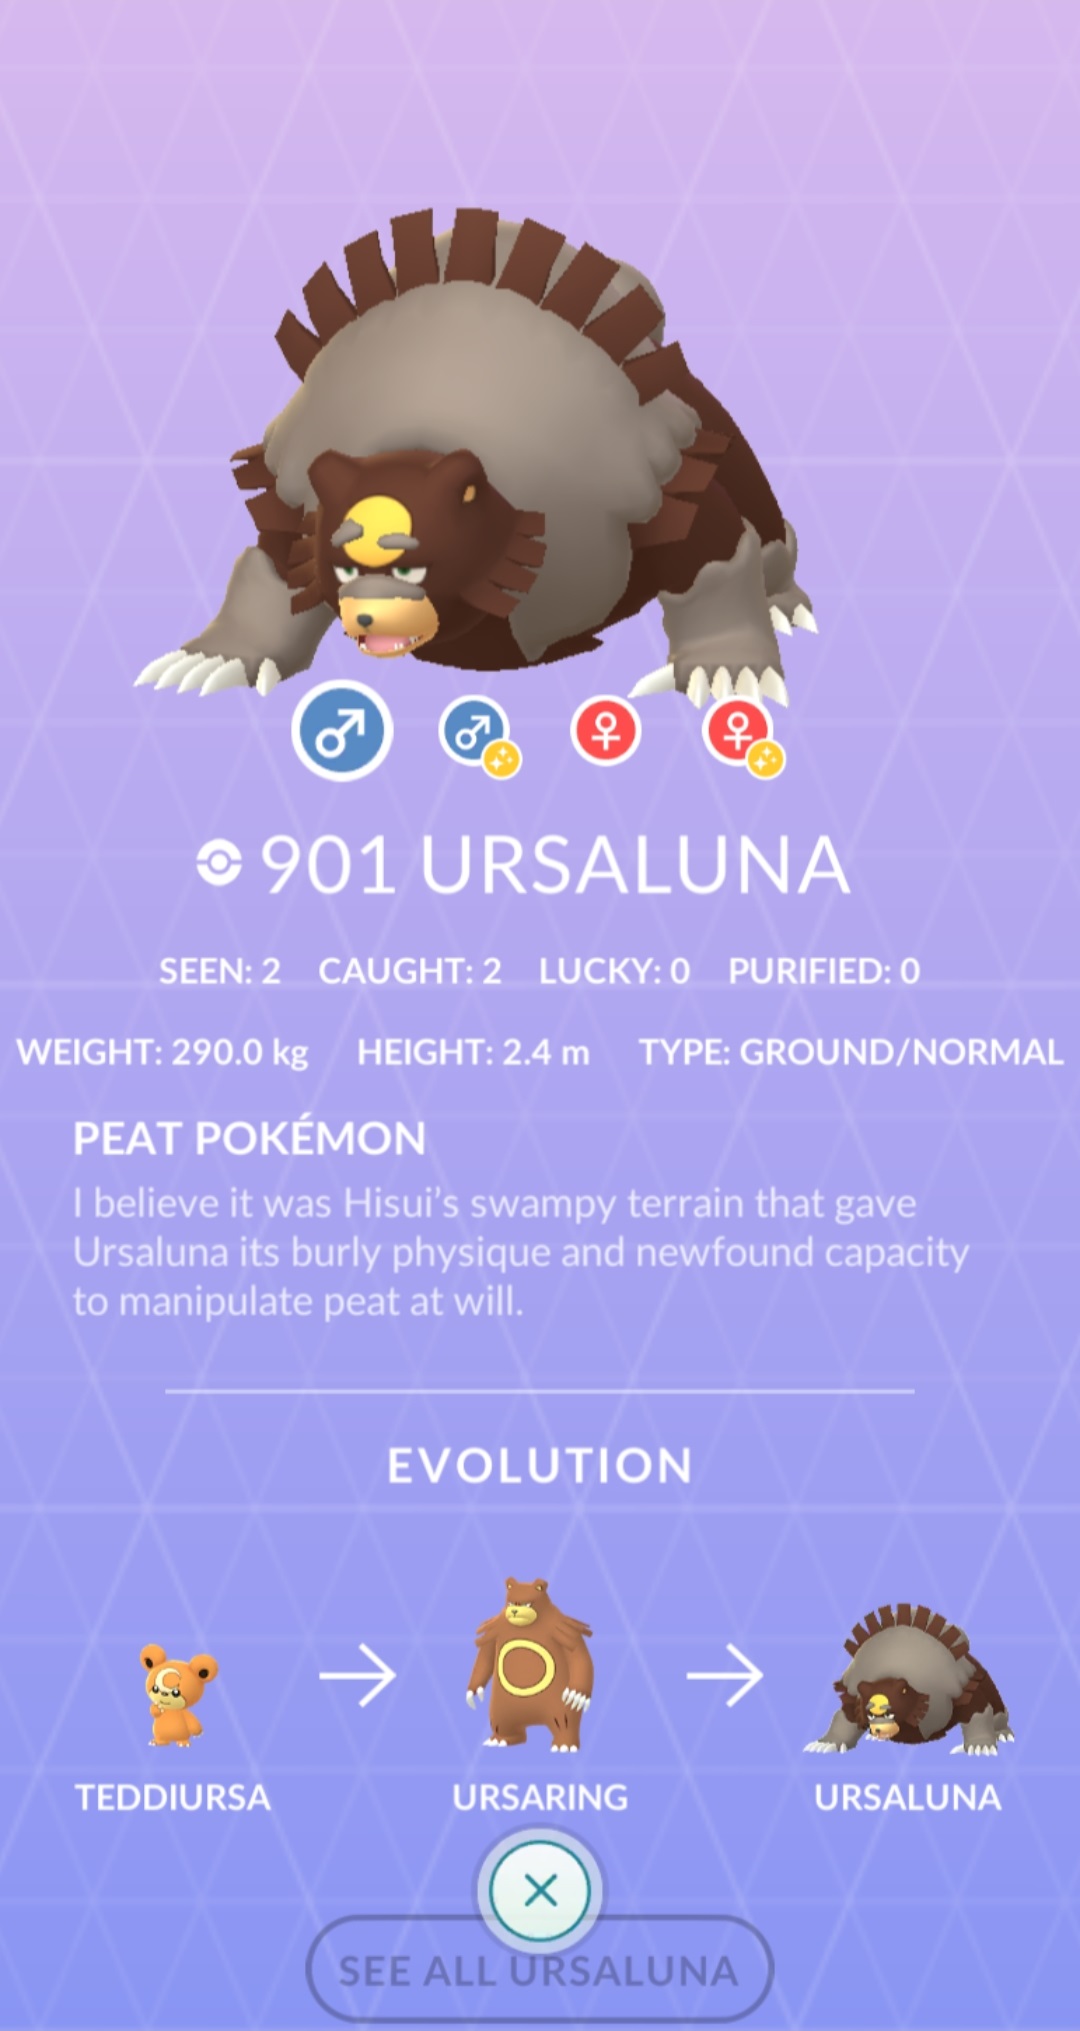 901 URSALUNA
SEEN: 2 CAUGHT: 2 LUCKY: 0 PURIFIED: 0
WEIGHT: 290.0 kg HEIGHT: 2.4 m TYPE: GROUND/NORMAL
PEAT POKÉMON
I believe it was Hisui’s swampy terrain that gave
Ursaluna its burly physique and newfound capacity
to manipulate peat at will.
EVOLUTION
TEDDIURSA URSARING URSALUNA
SEE ALL URSALUNA